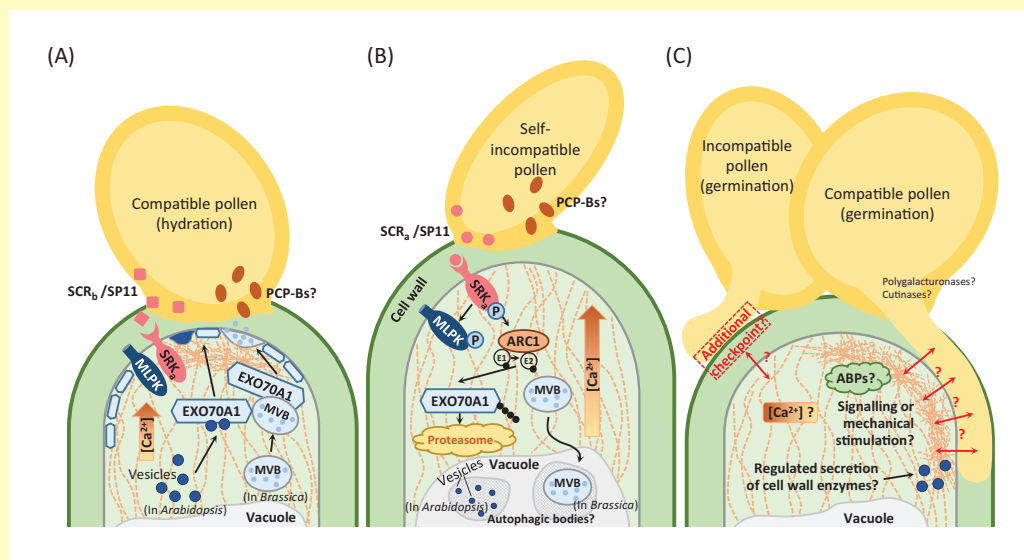 (A)
Compatible pollen
(hydration)
SCRb /SP11
PCP-Bs?
MLPK
SRKa
EXO70A1
EXO70A1
MVB
[Ca2+]
Vesicles
(In Arabidopsis)
MVB
(In Brassica)
Vacuole
(B)
Self-
incompatible
pollen
PCP-Bs?
SCRa /SP11
Cell wall
SRKa
P
MLPK
P
ARC1
E1
E2
EXO70A1
MVB
[Ca2+]
Proteasome
Vacuole
Vesicles
MVB
(In Arabidopsis)
(In Brassica)
Autophagic bodies?
(C)
Incompatible
pollen
(germination)
Compatible pollen
(germination)
Polygalacturonases?
Cutinases?
Additional
checkpoint?
?
ABPs?
?
[Ca2+] ?
Signalling or
mechanical
stimulation?
?
?
Regulated secretion
of cell wall enzymes?
Vacuole